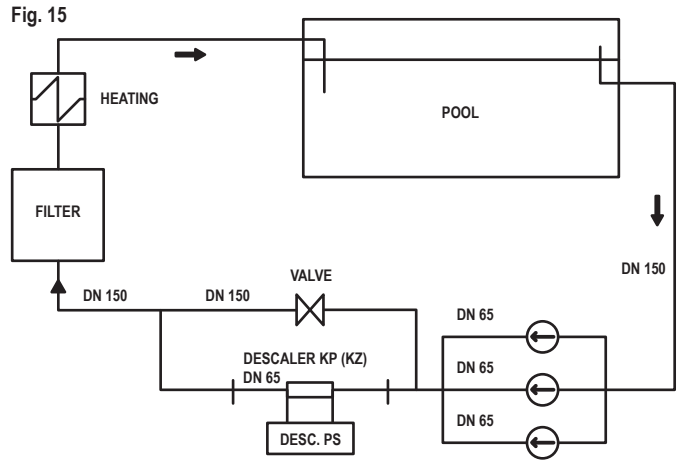 Fig. 15
HEATING
POOL
FILTER
VALVE
DN 150
DN 150
DN 150
DN 65
DESCALER KP (KZ)
DN 65
DN 65
DN 65
DESC. PS